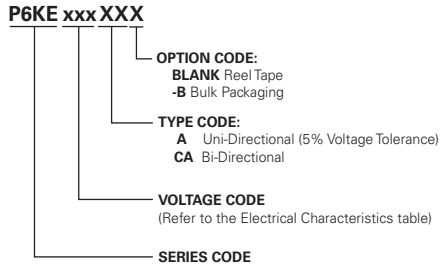 P6KE xxx XXX
OPTION CODE:
BLANK Reel Tape
-B Bulk Packaging
TYPE CODE:
A Uni-Directional (5% Voltage Tolerance)
CA Bi-Directional
VOLTAGE CODE
(Refer to the Electrical Characteristics table)
SERIES CODE